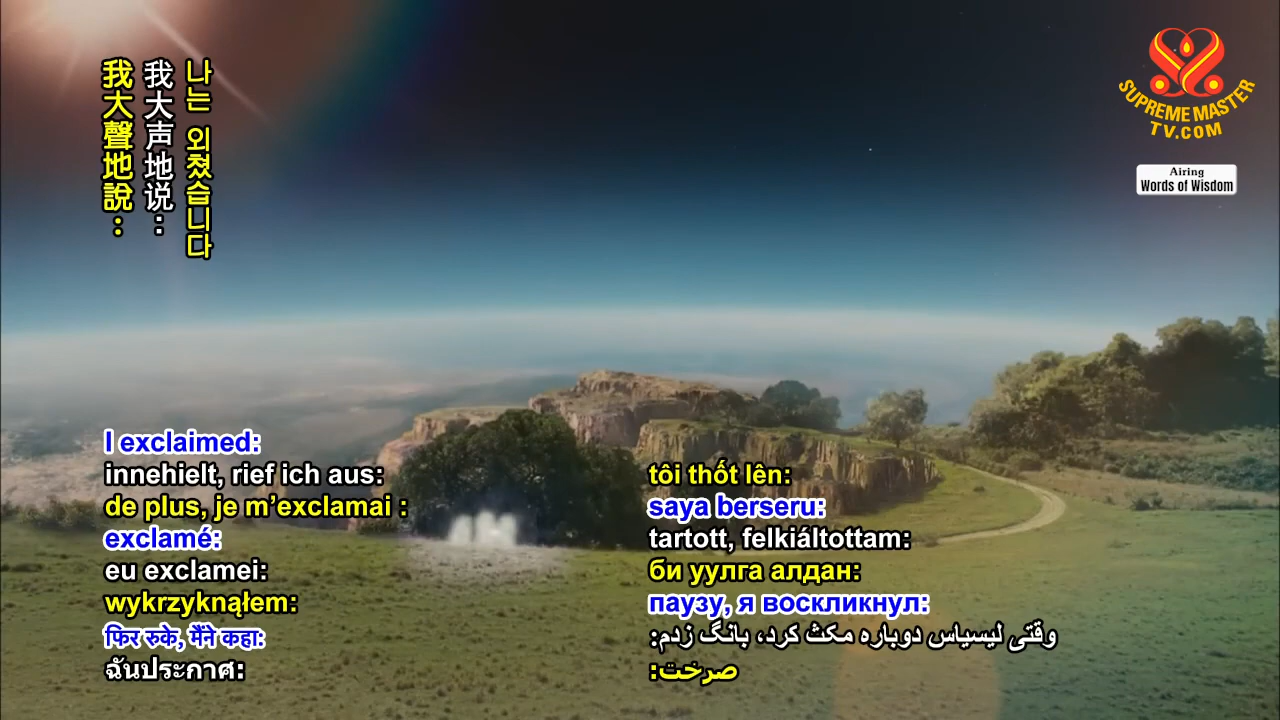 我大聲地說：
我大声地说：
나는 외쳤습니다
SUPREME MASTER
TV.COM
Airing
Words of Wisdom
I exclaimed:
innehielt, rief ich aus:
de plus, je m’exclamai :
exclamé:
eu exclamei:
wykrzyknąłem:
फिर रुके, मैंने कहा:
ฉันประกาศ:
tôi thốt lên:
saya berseru:
tartott, felkiáltottam:
би уулга алдан:
паузу, я воскликнул:
وقتی لیسیاس دوباره مکث کرد، بانگ زدم:
صرخت: